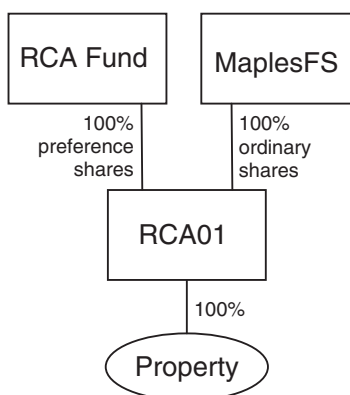 RCA Fund
MaplesFS
100%
preference
shares
100%
ordinary
shares
RCA01
100%
Property